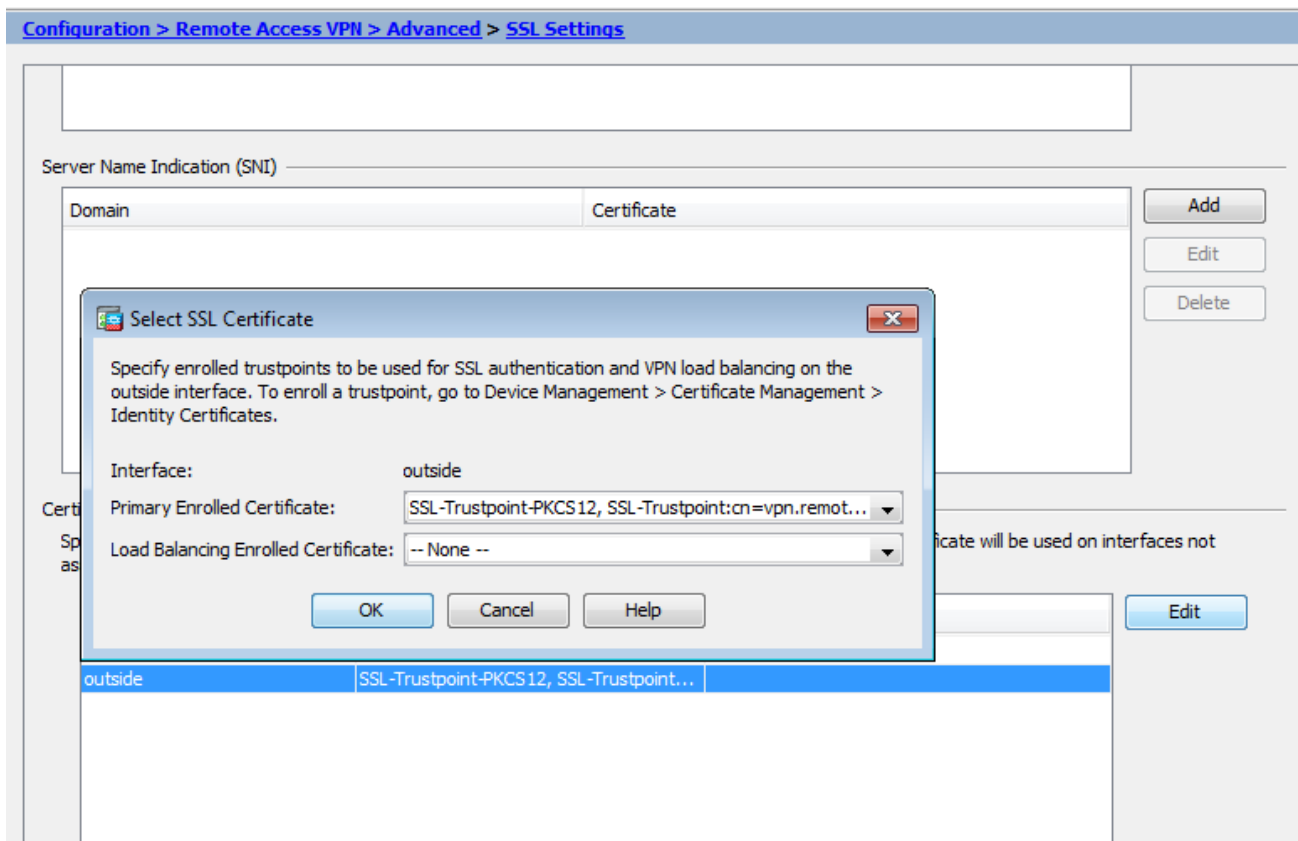 Configuration > Remote Access VPN > Advanced > SSL Settings
Server Name Indication (SNI)
Domain Certificate
Add
Edit
Delete
Select SSL Certificate
Specify enrolled trustpoints to be used for SSL authentication and VPN load balancing on the
outside interface. To enroll a trustpoint, go to Device Management > Certificate Management >
Identity Certificates.
Interface: outside
Primary Enrolled Certificate: SSL-Trustpoint-PKCS12, SSL-Trustpoint:cn=vpn.remot...
Load Balancing Enrolled Certificate: -- None --
OK Cancel Help
will be used on interfaces not
Edit
outside SSL-Trustpoint-PKCS12, SSL-Trustpoint...